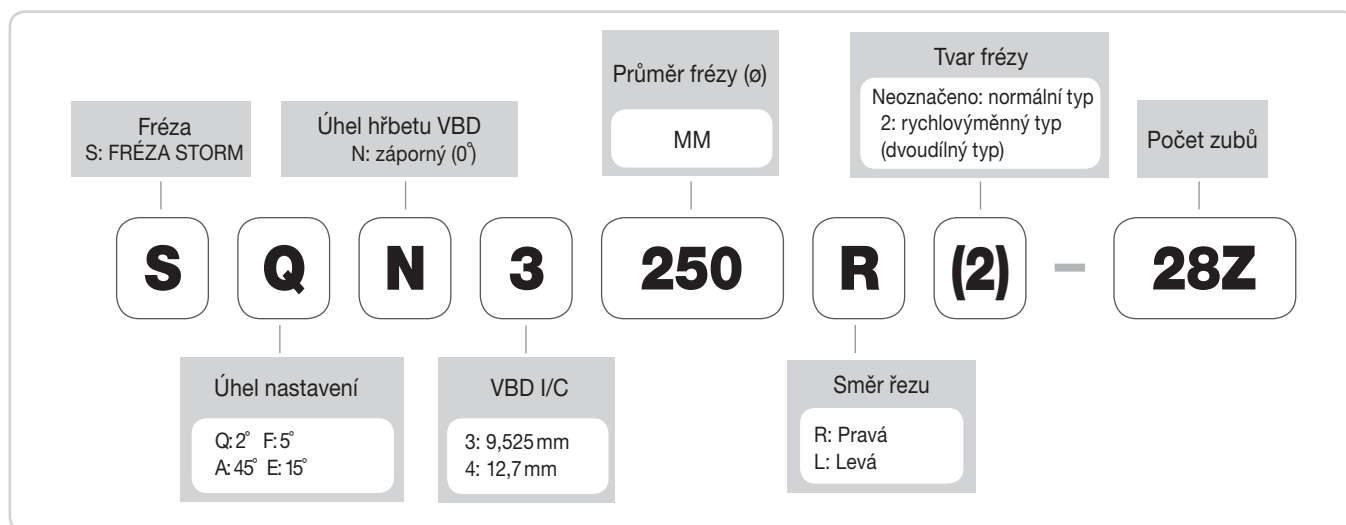 Fréza
S: FRÉZA STORM
Úhel hřbetu VBD
N: záporný (0°)
Průměr frézy (ø)
MM
Tvar frézy
Neoznačeno: normální typ
2: rychlovýměnný typ
(dvoudílný typ)
Počet zubů
S Q N 3 250 R (2) – 28Z
Úhel nastavení
Q: 2° F: 5°
A: 45° E: 15°
VBD I/C
3: 9,525 mm
4: 12,7 mm
Směr řezu
R: Pravá
L: Levá